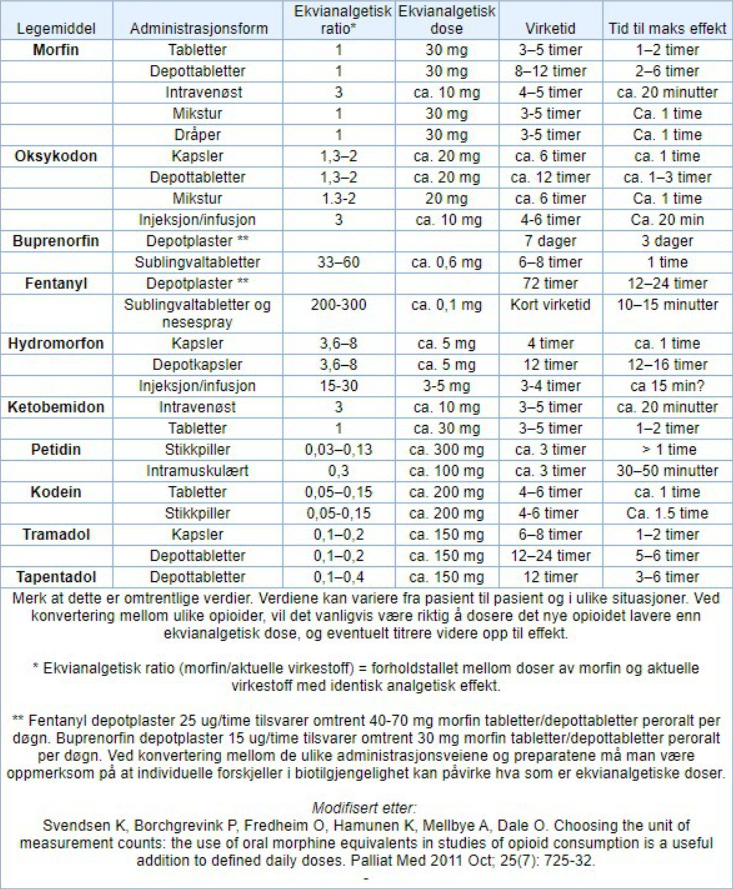 Legemiddel Administrasjonsform Ekvianalgetisk ratio* Ekvianalgetisk dose Virketid Tid til maks effekt
Morfin Tabletter 1 30 mg 3–5 timer 1–2 timer
Depottabletter 1 30 mg 8–12 timer 2–6 timer
Intravenøst 3 ca. 10 mg 4–5 timer ca. 20 minutter
Mikstur 1 30 mg 3-5 timer Ca. 1 time
Dråper 1 30 mg 3-5 timer Ca. 1 time
Oksykodon Kapsler 1,3–2 ca. 20 mg ca. 6 timer ca. 1 time
Depottabletter 1,3–2 ca. 20 mg ca. 12 timer ca. 1–3 timer
Mikstur 1.3-2 20 mg ca. 6 timer Ca. 1 time
Injeksjon/infusjon 3 ca. 10 mg 4-6 timer Ca. 20 min
Buprenorfin Depotplaster ** 7 dager 3 dager
Sublingvaltabletter 33–60 ca. 0,6 mg 6–8 timer 1 time
Fentanyl Depotplaster ** 72 timer 12–24 timer
Sublingvaltabletter og nesespray 200-300 ca. 0,1 mg Kort virketid 10–15 minutter
Hydromorfon Kapsler 3,6–8 ca. 5 mg 4 timer ca. 1 time
Depotkapsler 3,6–8 ca. 5 mg 12 timer 12–16 timer
Injeksjon/infusjon 15-30 3-5 mg 3-4 timer ca 15 min?
Ketobemidon Intravenøst 3 ca. 10 mg 3–5 timer ca. 20 minutter
Tabletter 1 ca. 30 mg 3–5 timer 1–2 timer
Petidin Stikkpiller 0,03–0,13 ca. 300 mg ca. 3 timer > 1 time
Intramuskulært 0,3 ca. 100 mg ca. 3 timer 30–50 minutter
Kodein Tabletter 0,05–0,15 ca. 200 mg 4–6 timer ca. 1 time
Stikkpiller 0,05-0,15 ca. 200 mg 4-6 timer Ca. 1.5 time
Tramadol Kapsler 0,1–0,2 ca. 150 mg 6–8 timer 1–2 timer
Depottabletter 0,1–0,2 ca. 150 mg 12–24 timer 5–6 timer
Tapentadol Depottabletter 0,1–0,4 ca. 150 mg 12 timer 3–6 timer
Merk at dette er omtrentlige verdier. Verdiene kan variere fra pasient til pasient og i ulike situasjoner. Ved
konvertering mellom ulike opioider, vil det vanligvis være riktig å dosere det nye opioidet lavere enn
ekvianalgetisk dose, og eventuelt titrere videre opp til effekt.
* Ekvianalgetisk ratio (morfin/aktuelle virkestoff) = forholdstallet mellom doser av morfin og aktuelle
virkestoff med identisk analgetisk effekt.
** Fentanyl depotplaster 25 ug/time tilsvarer omtrent 40-70 mg morfin tabletter/depottabletter peroralt per
døgn. Buprenorfin depotplaster 15 ug/time tilsvarer omtrent 30 mg morfin tabletter/depottabletter peroralt
per døgn. Ved konvertering mellom de ulike administrasjonsveiene og preparatene må man være
oppmerksom på at individuelle forskjeller i biotilgjengelighet kan påvirke hva som er ekvianalgetiske doser.
Modifisert etter:
Svendsen K, Borchgrevink P, Fredheim O, Hamunen K, Mellbye A, Dale O. Choosing the unit of
measurement counts: the use of oral morphine equivalents in studies of opioid consumption is a useful
addition to defined daily doses. Palliat Med 2011 Oct; 25(7): 725-32.
-